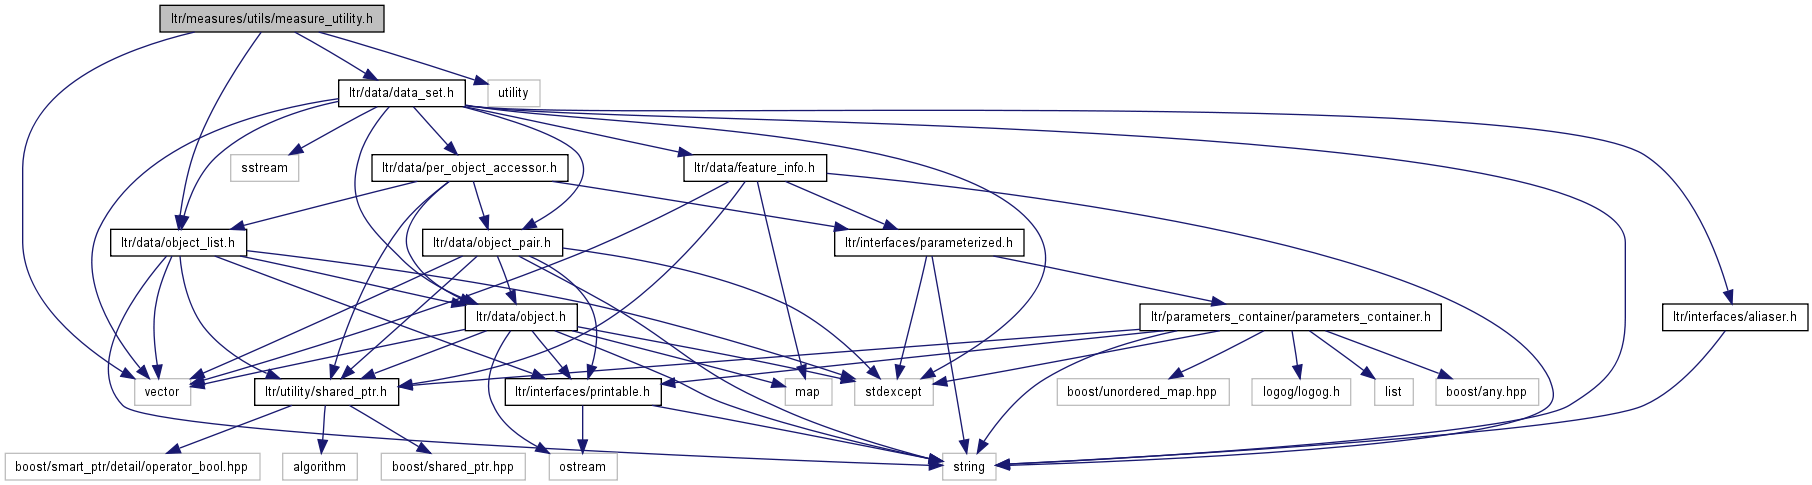 ltr/measures/utils/measure_utility.h
ltr/data/data_set.h
utility
sstream
ltr/data/per_object_accessor.h
ltr/data/feature_info.h
ltr/data/object_list.h
ltr/data/object_pair.h
ltr/interfaces/parameterized.h
ltr/data/object.h
ltr/parameters_container/parameters_container.h
ltr/interfaces/aliaser.h
vector
ltr/utility/shared_ptr.h
ltr/interfaces/printable.h
map
stdexcept
boost/unordered_map.hpp
logog/logog.h
list
boost/any.hpp
boost/smart_ptr/detail/operator_bool.hpp
algorithm
boost/shared_ptr.hpp
ostream
string